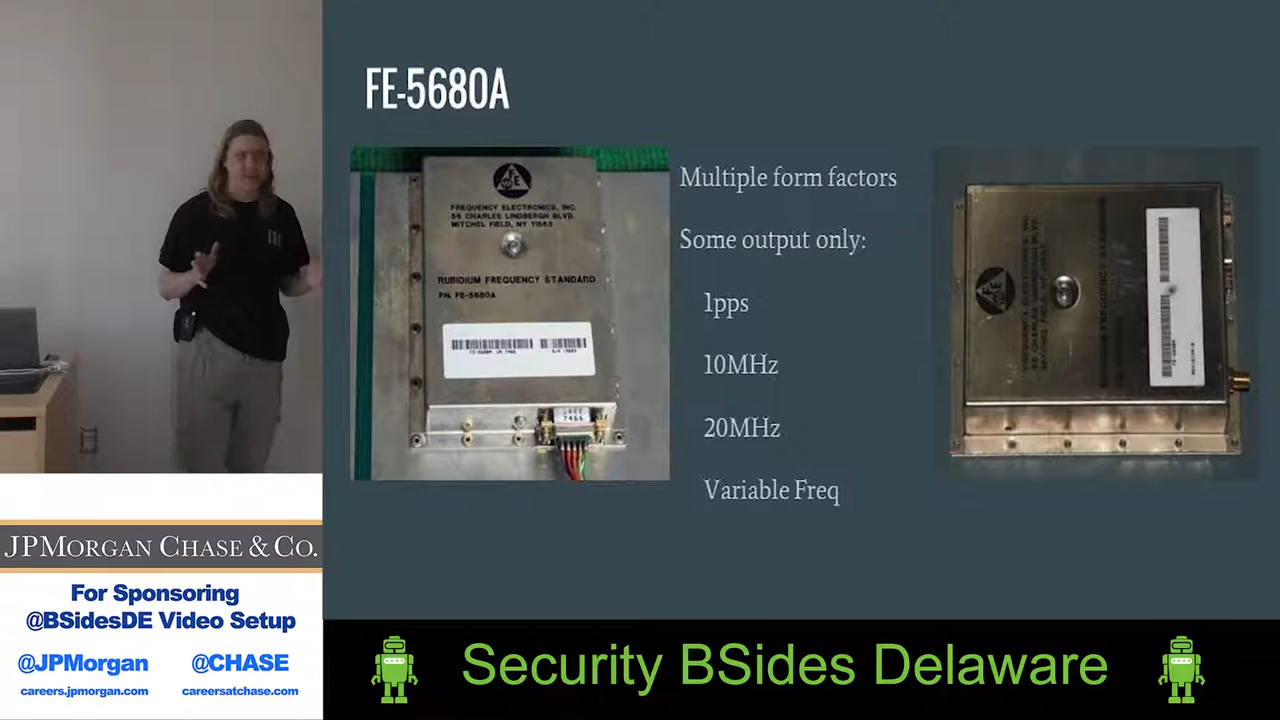 FE-5680A
FREQUENCY ELECTRONICS, INC.
55 CHARLES LINDBERGH BLVD.
MITCHEL FIELD, NY 11553
RUBIDIUM FREQUENCY STANDARD
P/N FE-5680A
7466
Multiple form factors
Some output only:
1pps
10MHz
20MHz
Variable Freq
JPMORGAN CHASE & CO.
For Sponsoring
@BSidesDE Video Setup
@JPMorgan
@CHASE
careers.jpmorgan.com
careersatchase.com
Security BSides Delaware